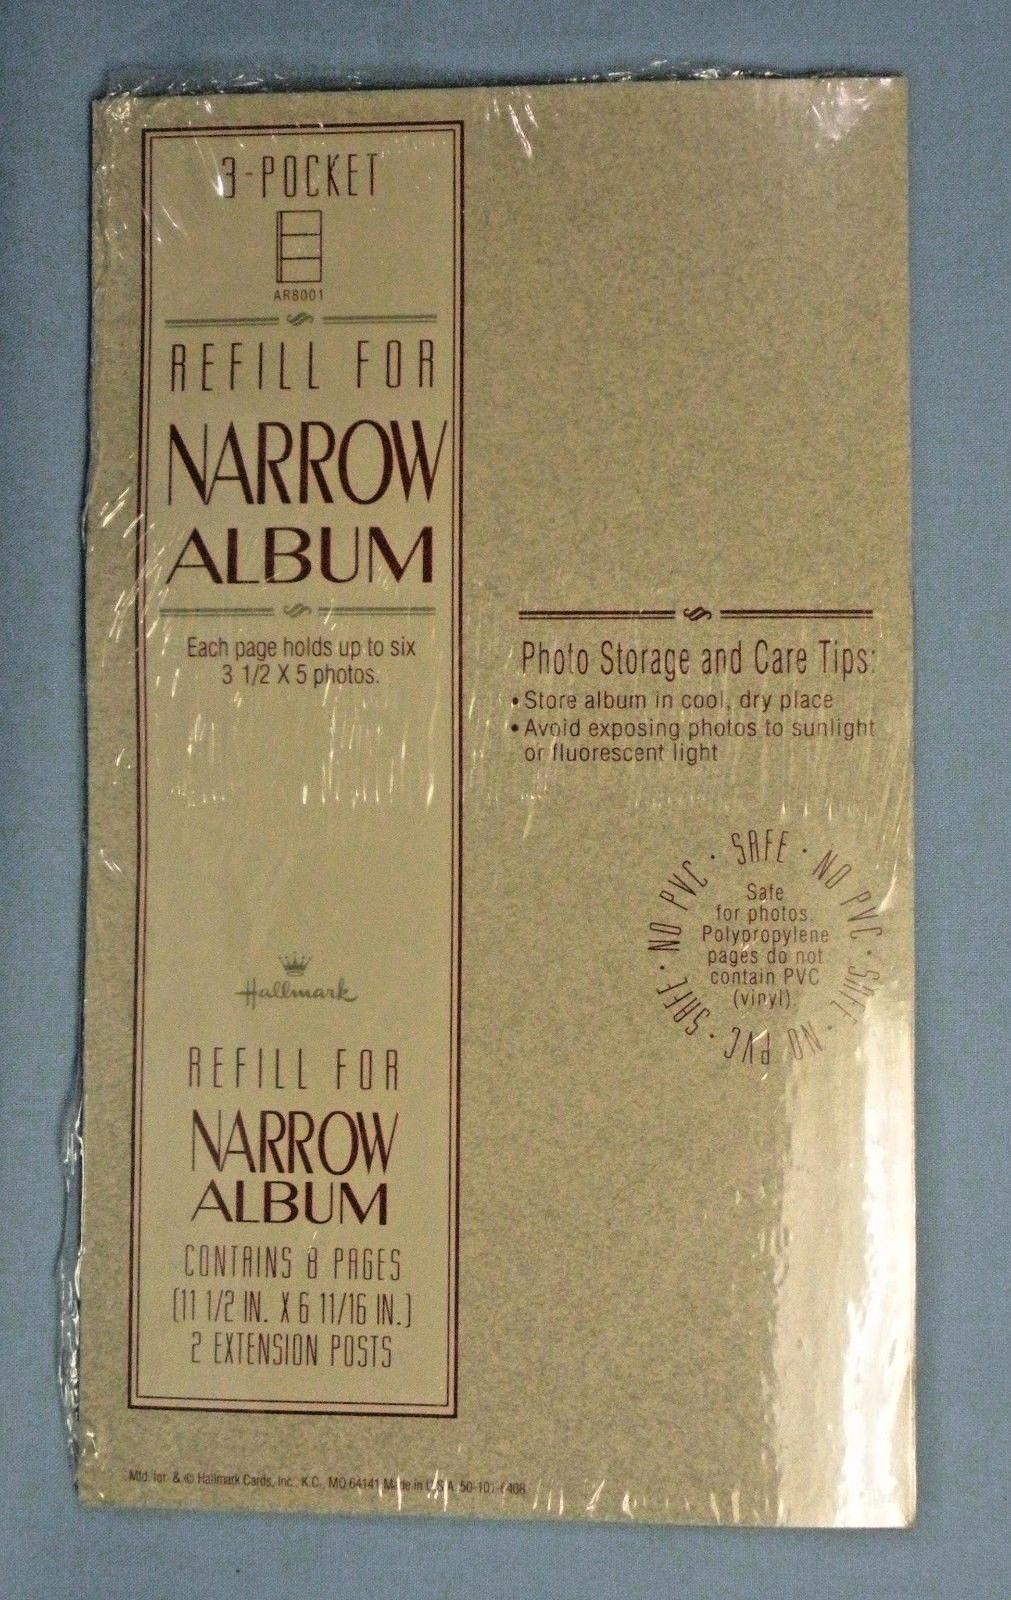 3-POCKET
AR8001
REFILL FOR
NARROW
ALBUM
Each page holds up to six
3 1/2 X 5 photos.
Hallmark
REFILL FOR
NARROW
ALBUM
CONTAINS 8 PAGES
(11 1/2 IN. X 6 11/16 IN.)
2 EXTENSION POSTS
Photo Storage and Care Tips:
• Store album in cool, dry place
• Avoid exposing photos to sunlight
or fluorescent light
SAFE · NO PVC · SAFE · NO PVC · SAFE · NO PVC ·
Safe
for photos.
Polypropylene
pages do not
contain PVC
(vinyl).
Mfd. for & © Hallmark Cards, Inc., K.C., MO 64141 Made in U.S.A.